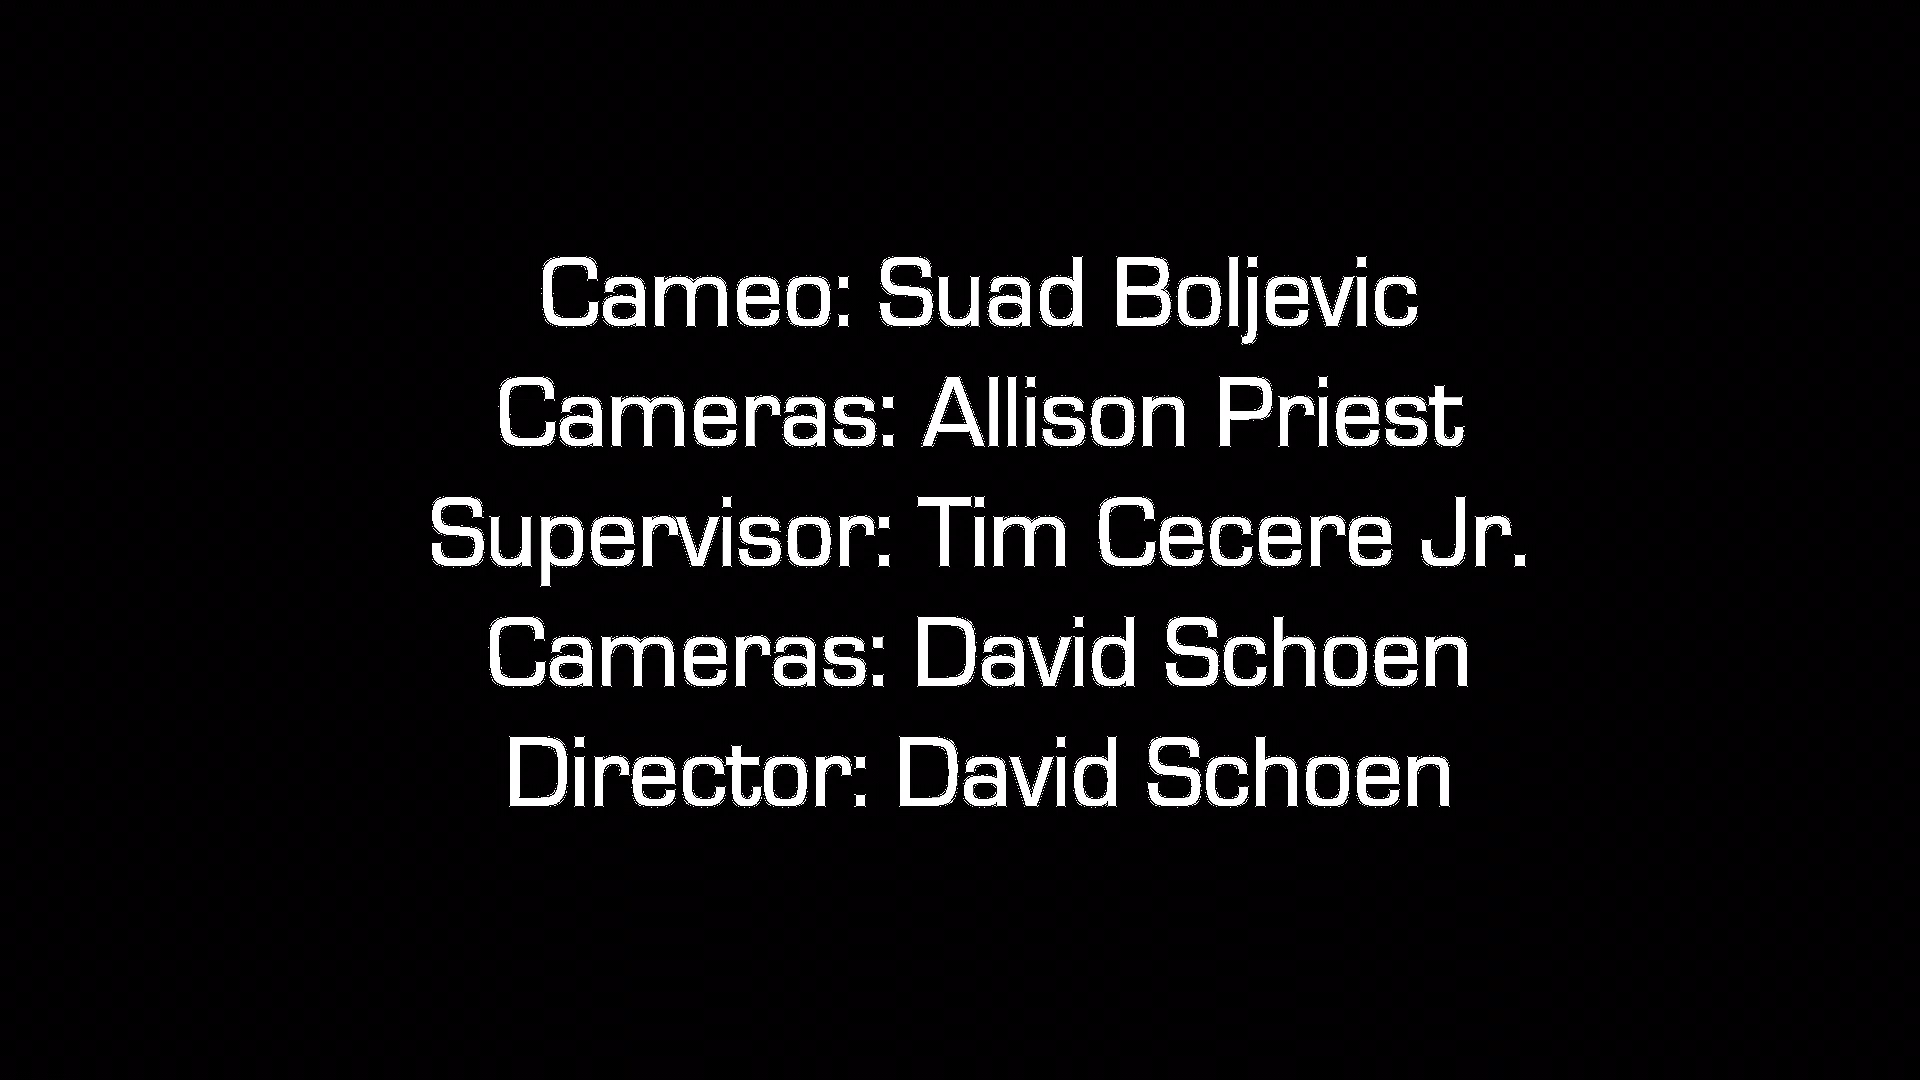 Cameo: Suad Boljevic
Cameras: Allison Priest
Supervisor: Tim Cecere Jr.
Cameras: David Schoen
Director: David Schoen